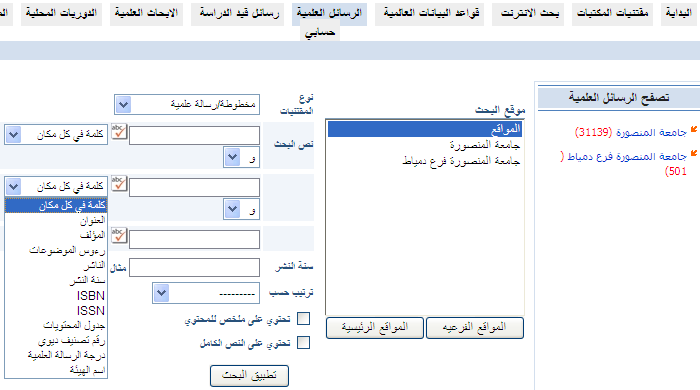 البداية
مقتنيات المكتبات
بحث الانترنت
قواعد البيانات العالمية
الرسائل العلمية
رسائل قيد الدراسة
الابحاث العلمية
الدوريات المحلية
حسابي
تصفح الرسائل العلمية
جامعة المنصورة (31139)
جامعة المنصورة فرع دمياط (
501)
موقع البحث
المواقع
جامعة المنصورة
جامعة المنصورة فرع دمياط
المواقع الفرعيه
المواقع الرئيسية
نوع
المقتنيات
مخطوطة/رسالة علمية
نص البحث
كلمة في كل مكان
و
كلمة في كل مكان
و
كلمة في كل مكان
العنوان
المؤلف
رءوس الموضوعات
الناشر
سنة النشر
ISBN
ISSN
جدول المحتويات
رقم تصنيف ديوي
درجة الرسالة العلمية
اسم الهيئة
سنة النشر
مثال
ترتيب حسب
---------
تحتوي على ملخص للمحتوي
تحتوي على النص الكامل
تطبيق البحث